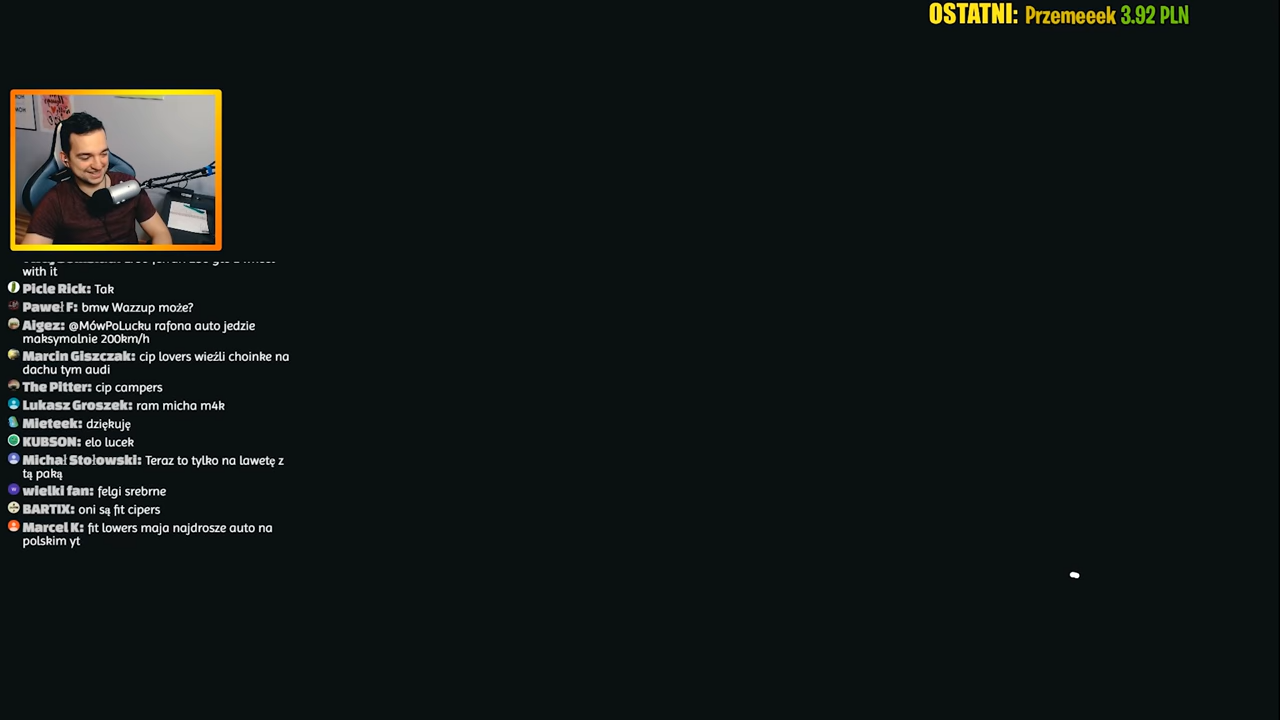 OSTATNI: Przemeeek 3.92 PLN
with it
Picle Rick: Tak
Paweł F: bmw Wazzup może?
Algez: @MówPoLucku rafona auto jedzie
maksymalnie 200km/h
Marcin Giszczak: cip lovers wieźli choinke na
dachu tym audi
The Pitter: cip campers
Lukasz Groszek: ram micha m4k
Mieteek: dziękuję
KUBSON: elo lucek
Michał Stołowski: Teraz to tylko na lawetę z
tą paką
wielki fan: felgi srebrne
BARTIX: oni są fit cipers
Marcel K: fit lowers maja najdrosze auto na
polskim yt